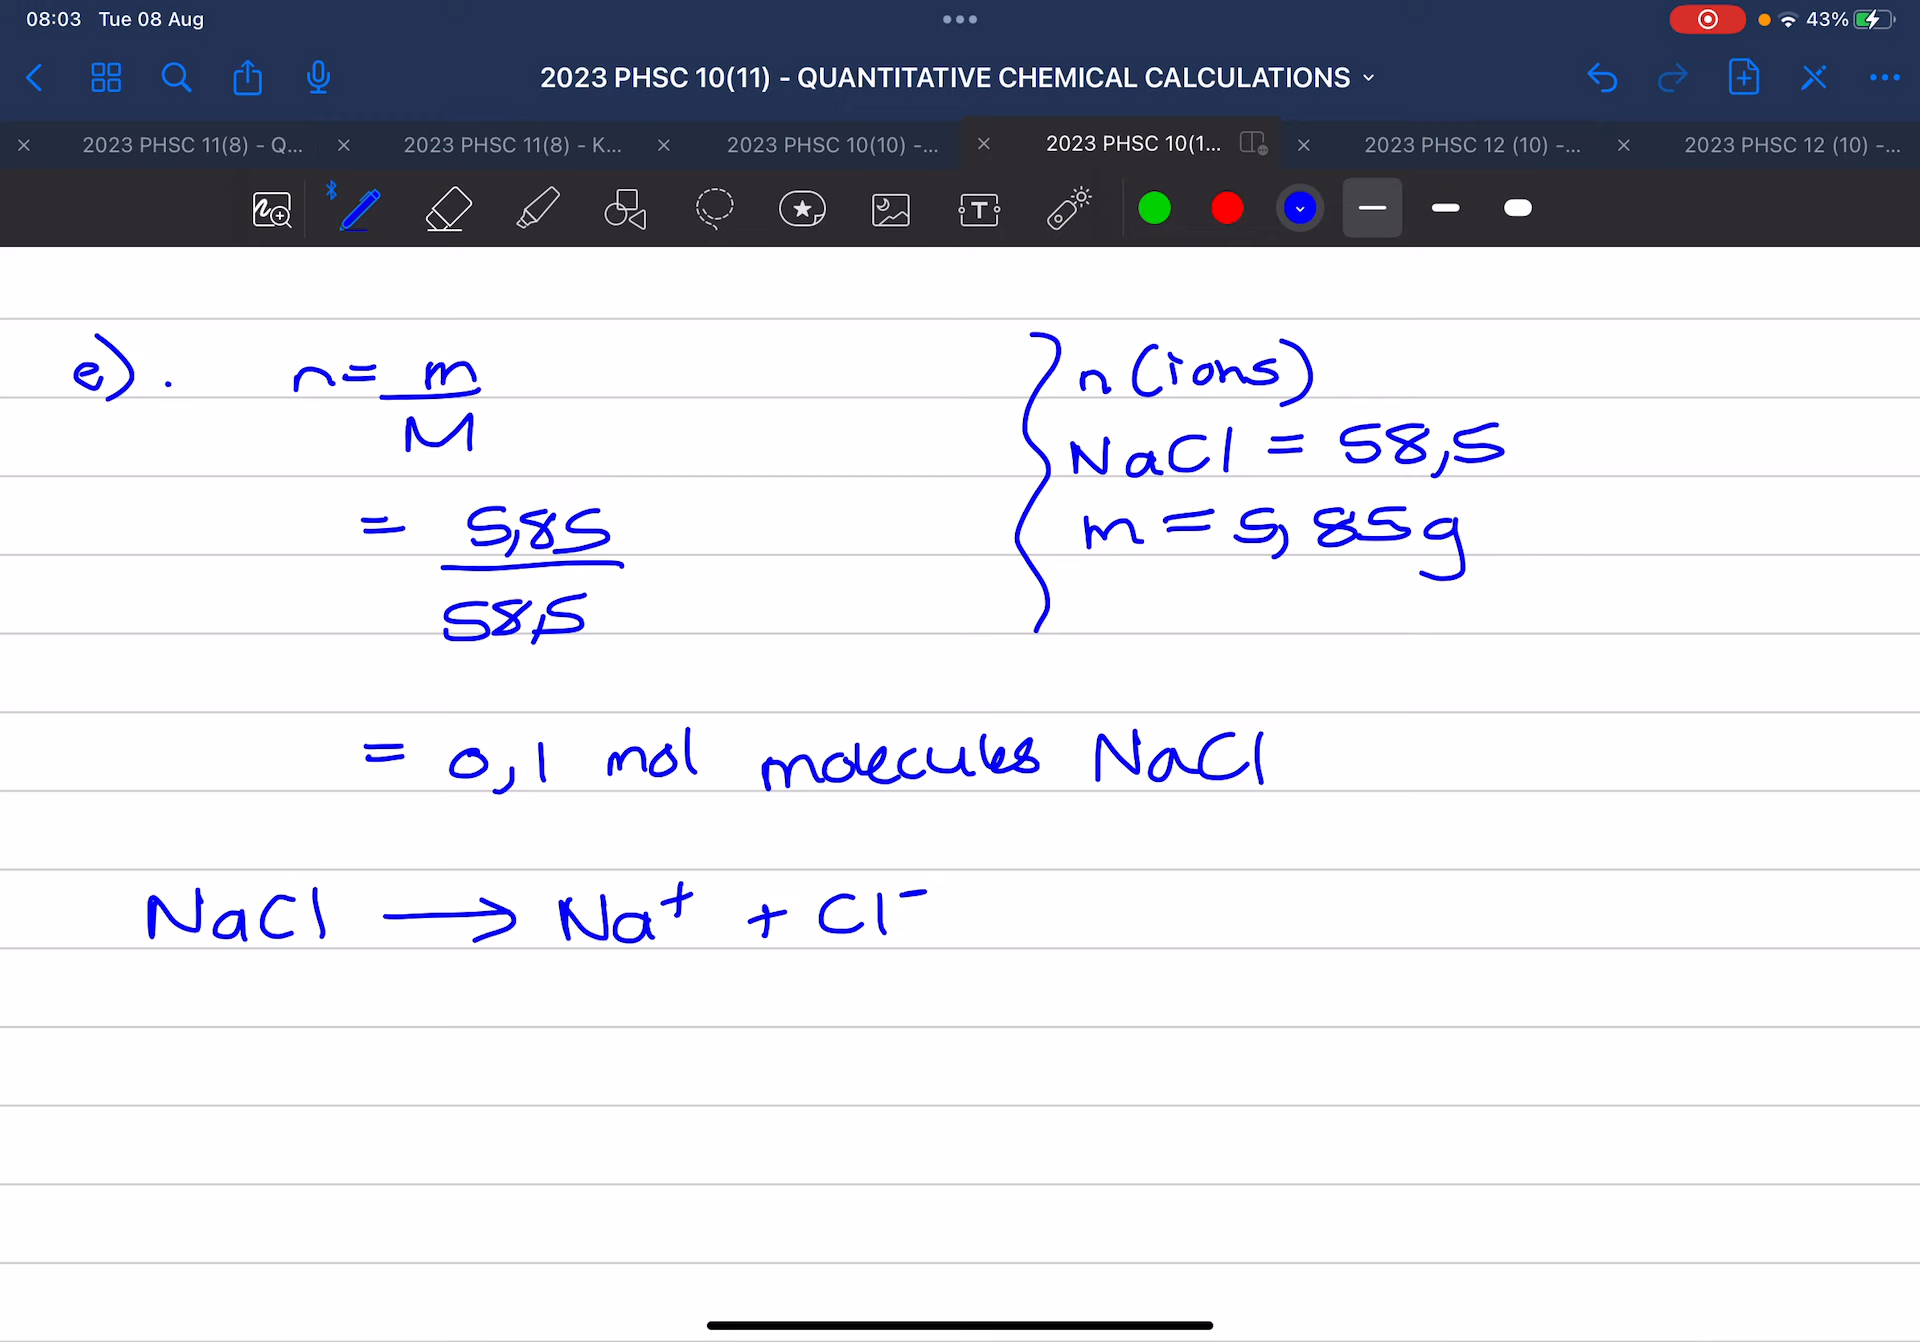 08:03 Tue 08 Aug
43%
2023 PHSC 10(11) - QUANTITATIVE CHEMICAL CALCULATIONS
2023 PHSC 11(8) - Q...
2023 PHSC 11(8) - K...
2023 PHSC 10(10) -...
2023 PHSC 10(1...
2023 PHSC 12 (10) -...
2023 PHSC 12 (10) -...
T
e). n = m
M
= 5,85
58,5
= 0,1 mol molecules NaCl
n (ions)
NaCl = 58,5
m = 5,85g
NaCl → Na⁺ + Cl⁻